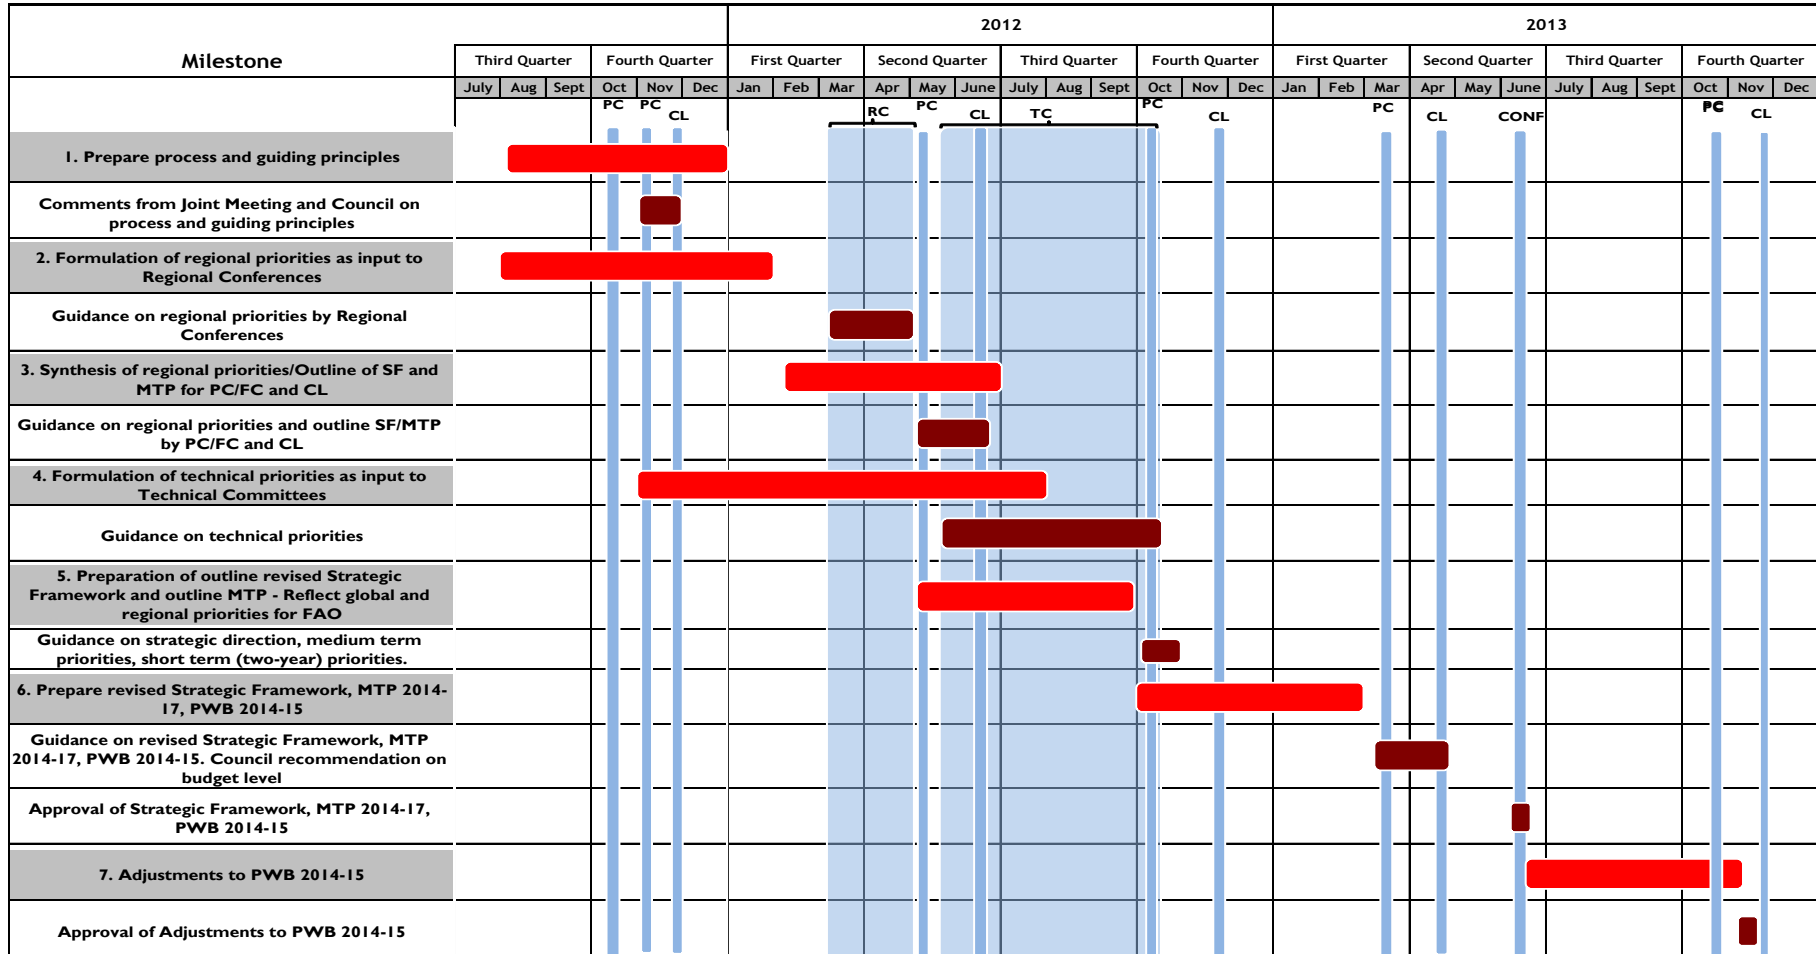 2012
2013
Milestone
Third Quarter
Fourth Quarter
First Quarter
Second Quarter
Third Quarter
Fourth Quarter
First Quarter
Second Quarter
Third Quarter
Fourth Quarter
July Aug Sept Oct Nov Dec Jan Feb Mar Apr May June July Aug Sept Oct Nov Dec Jan Feb Mar Apr May June July Aug Sept Oct Nov Dec
PC PC CL RC PC CL TC PC CL PC CL CONF PC CL
1. Prepare process and guiding principles
Comments from Joint Meeting and Council on
process and guiding principles
2. Formulation of regional priorities as input to
Regional Conferences
Guidance on regional priorities by Regional
Conferences
3. Synthesis of regional priorities/Outline of SF and
MTP for PC/FC and CL
Guidance on regional priorities and outline SF/MTP
by PC/FC and CL
4. Formulation of technical priorities as input to
Technical Committees
Guidance on technical priorities
5. Preparation of outline revised Strategic
Framework and outline MTP - Reflect global and
regional priorities for FAO
Guidance on strategic direction, medium term
priorities, short term (two-year) priorities.
6. Prepare revised Strategic Framework, MTP 2014-
17, PWB 2014-15
Guidance on revised Strategic Framework, MTP
2014-17, PWB 2014-15. Council recommendation on
budget level
Approval of Strategic Framework, MTP 2014-17,
PWB 2014-15
7. Adjustments to PWB 2014-15
Approval of Adjustments to PWB 2014-15